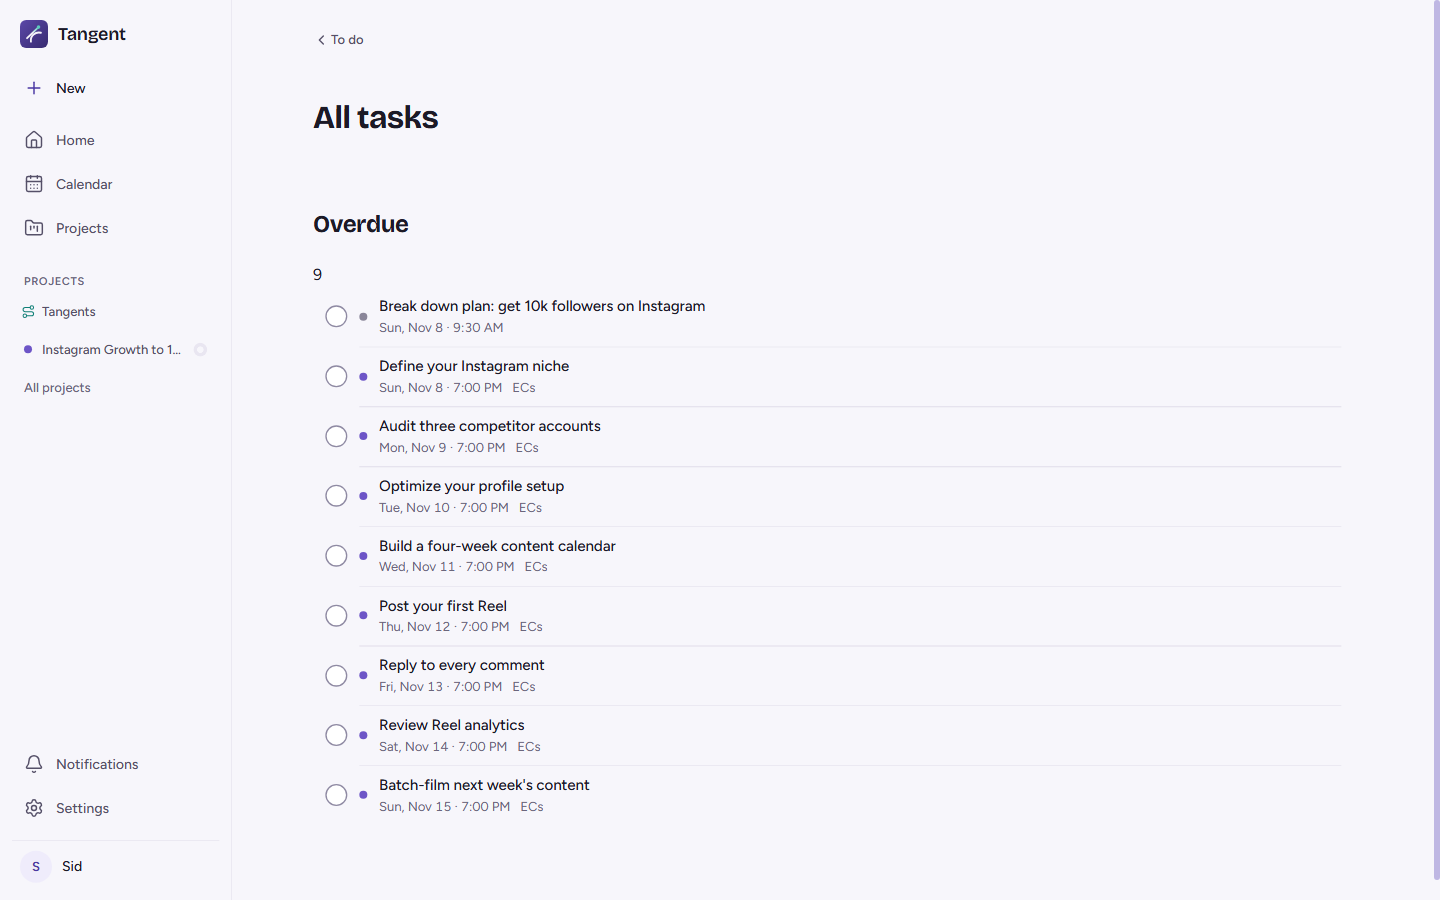 Tangent
New
Home
Calendar
Projects
PROJECTS
Tangents
Instagram Growth to 1...
All projects
Notifications
Settings
S
Sid
To do
All tasks
Overdue
9
Break down plan: get 10k followers on Instagram
Sun, Nov 8 · 9:30 AM
Define your Instagram niche
Sun, Nov 8 · 7:00 PM ECs
Audit three competitor accounts
Mon, Nov 9 · 7:00 PM ECs
Optimize your profile setup
Tue, Nov 10 · 7:00 PM ECs
Build a four-week content calendar
Wed, Nov 11 · 7:00 PM ECs
Post your first Reel
Thu, Nov 12 · 7:00 PM ECs
Reply to every comment
Fri, Nov 13 · 7:00 PM ECs
Review Reel analytics
Sat, Nov 14 · 7:00 PM ECs
Batch-film next week's content
Sun, Nov 15 · 7:00 PM ECs